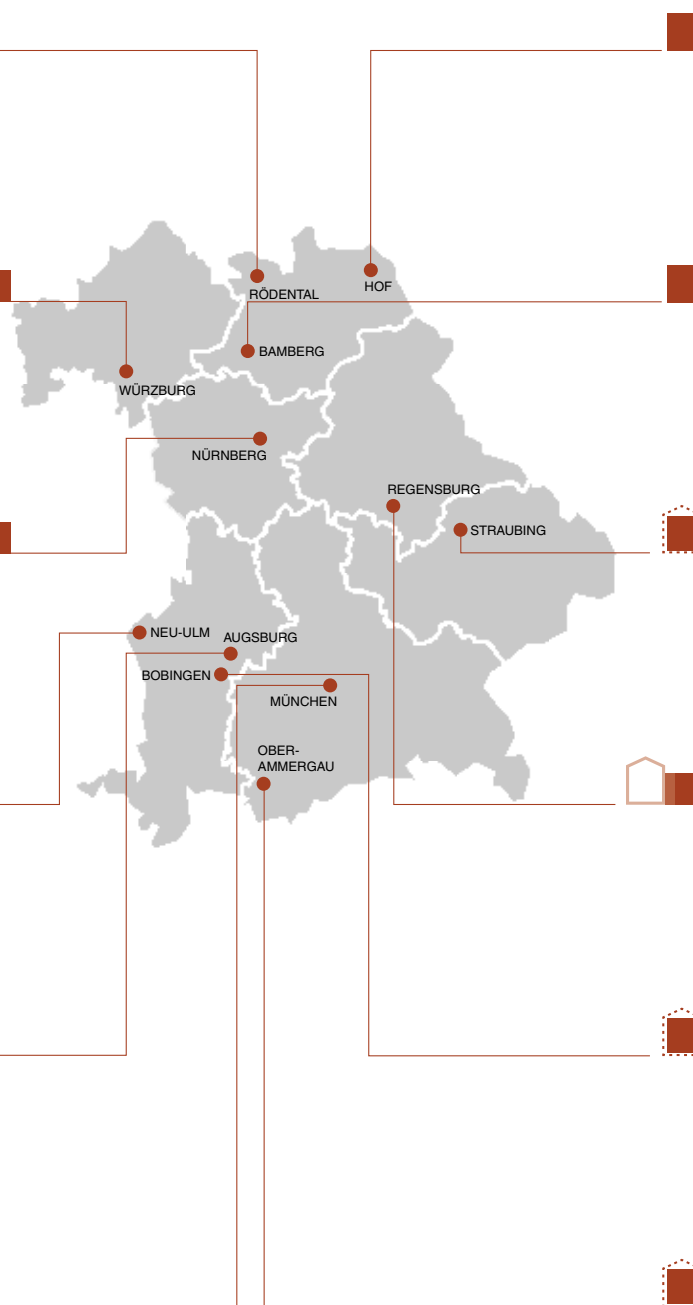 RÖDENTAL
HOF
BAMBERG
WÜRZBURG
NÜRNBERG
REGENSBURG
STRAUBING
NEU-ULM
AUGSBURG
BOBINGEN
MÜNCHEN
OBER-
AMMERGAU